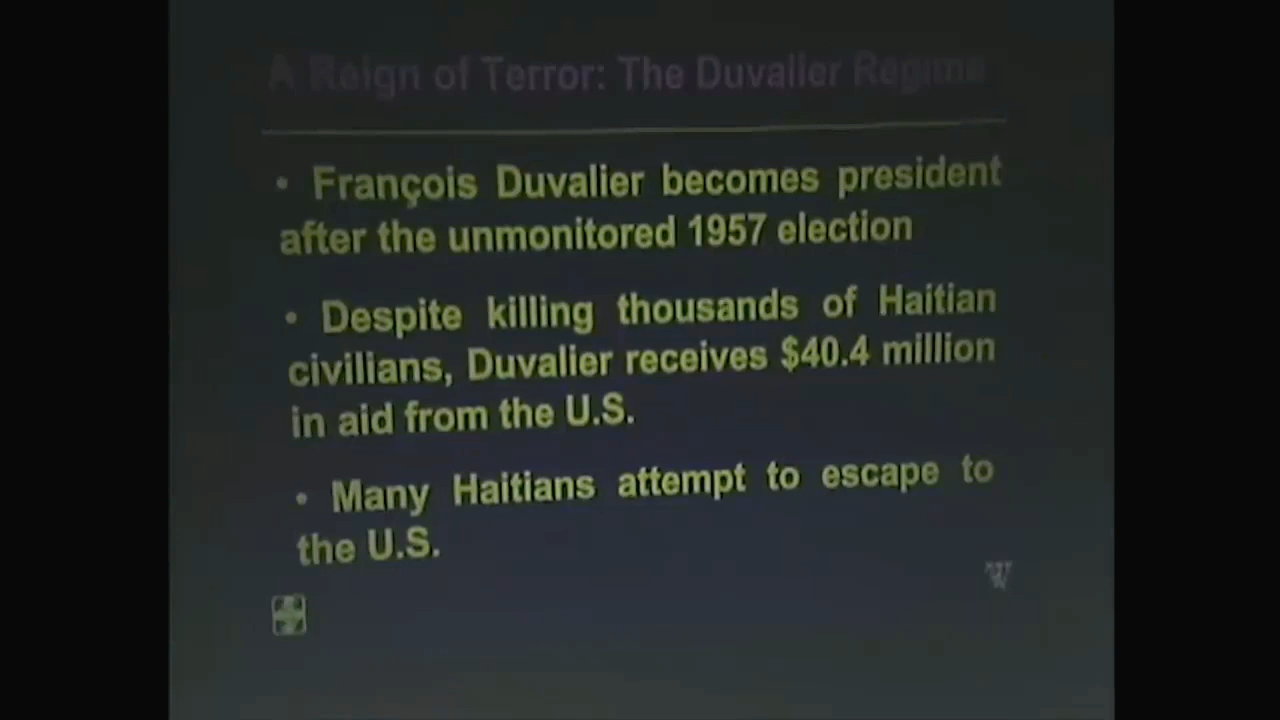 A Reign of Terror: The Duvalier Regime
• François Duvalier becomes president
after the unmonitored 1957 election
• Despite killing thousands of Haitian
civilians, Duvalier receives $40.4 million
in aid from the U.S.
• Many Haitians attempt to escape to
the U.S.
W